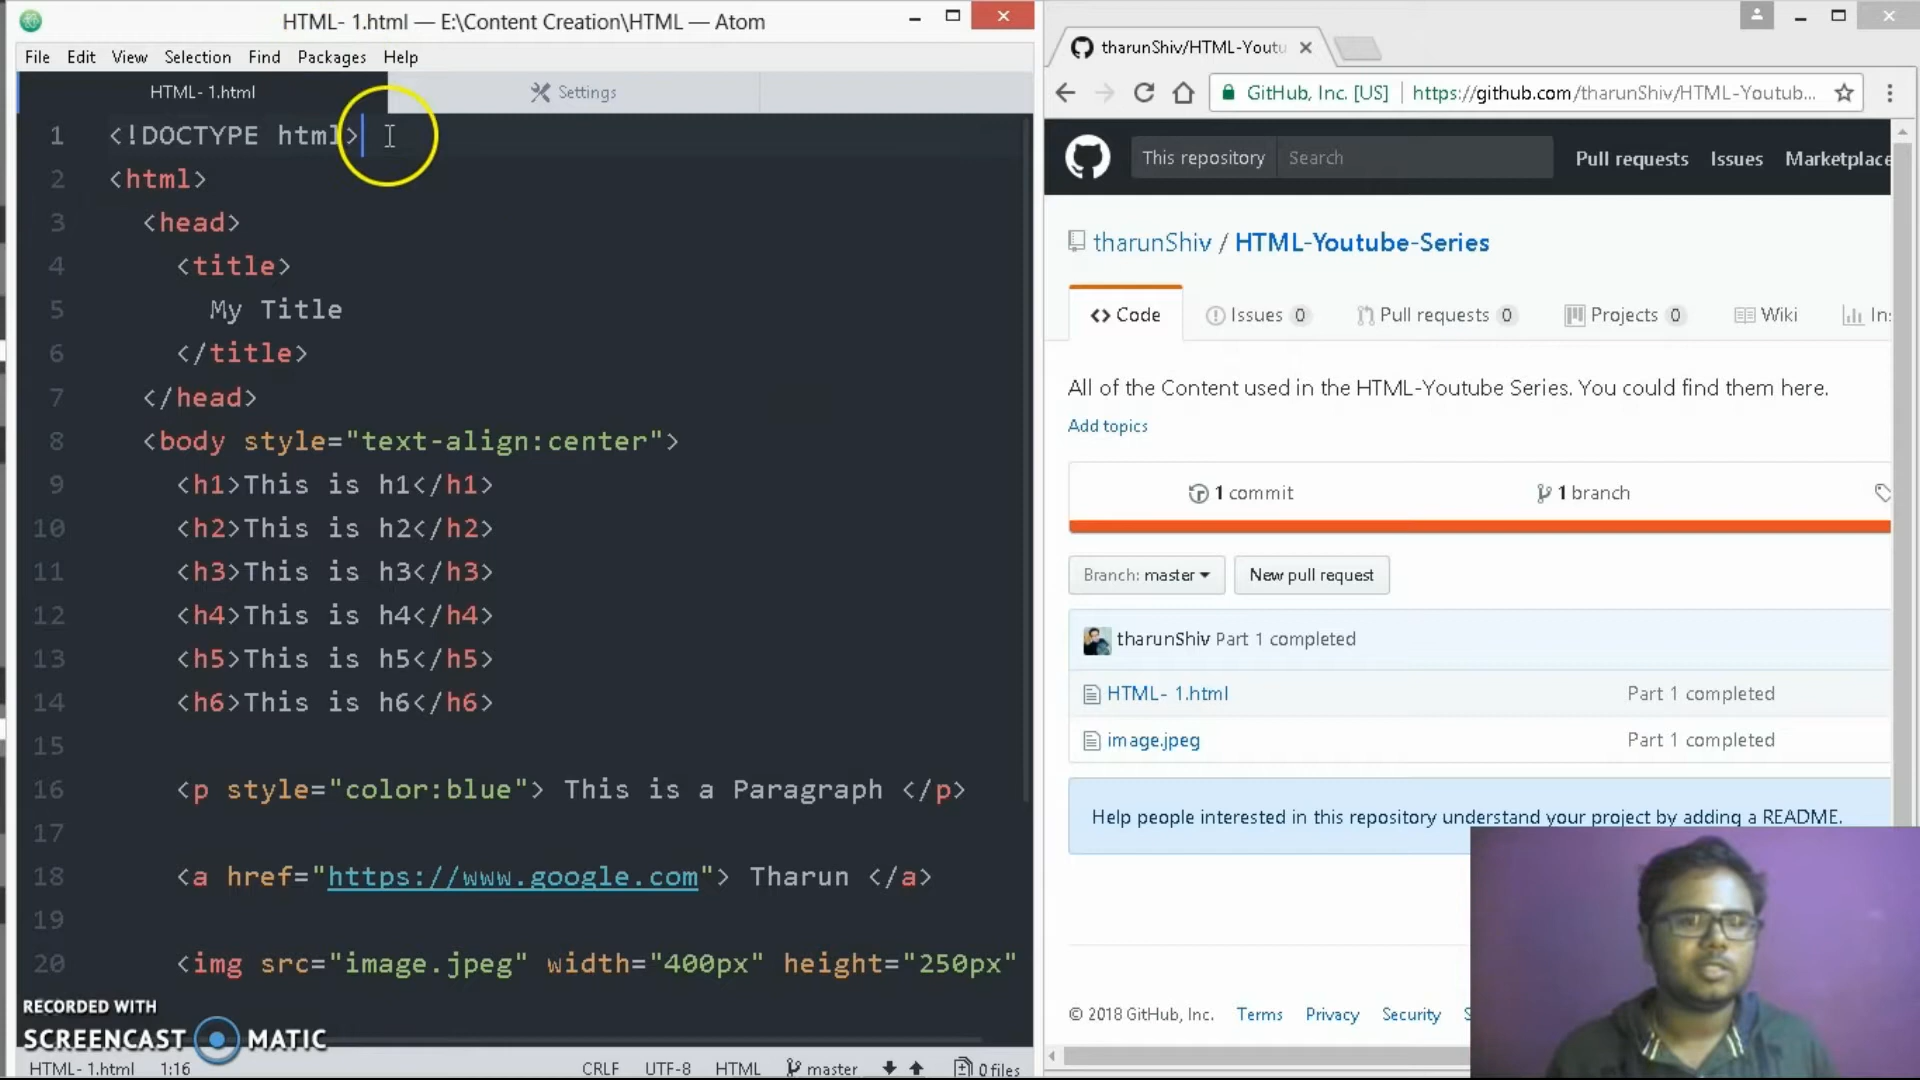 HTML- 1.html — E:\Content Creation\HTML — Atom
File Edit View Selection Find Packages Help
HTML- 1.html Settings
1 <!DOCTYPE html>
2 <html>
3 <head>
4 <title>
5 My Title
6 </title>
7 </head>
8 <body style="text-align:center">
9 <h1>This is h1</h1>
10 <h2>This is h2</h2>
11 <h3>This is h3</h3>
12 <h4>This is h4</h4>
13 <h5>This is h5</h5>
14 <h6>This is h6</h6>
15
16 <p style="color:blue"> This is a Paragraph </p>
17
18 <a href="https://www.google.com"> Tharun </a>
19
20 <img src="image.jpeg" width="400px" height="250px"
RECORDED WITH
SCREENCAST MATIC
HTML- 1.html 1:16 CRLF UTF-8 HTML master 0 files
tharunShiv/HTML-Youtu
GitHub, Inc. [US] https://github.com/tharunShiv/HTML-Youtub...
This repository Search Pull requests Issues Marketplace
tharunShiv / HTML-Youtube-Series
<> Code Issues 0 Pull requests 0 Projects 0 Wiki In
All of the Content used in the HTML-Youtube Series. You could find them here.
Add topics
1 commit 1 branch
Branch: master New pull request
tharunShiv Part 1 completed
HTML- 1.html Part 1 completed
image.jpeg Part 1 completed
Help people interested in this repository understand your project by adding a README.
© 2018 GitHub, Inc. Terms Privacy Security S